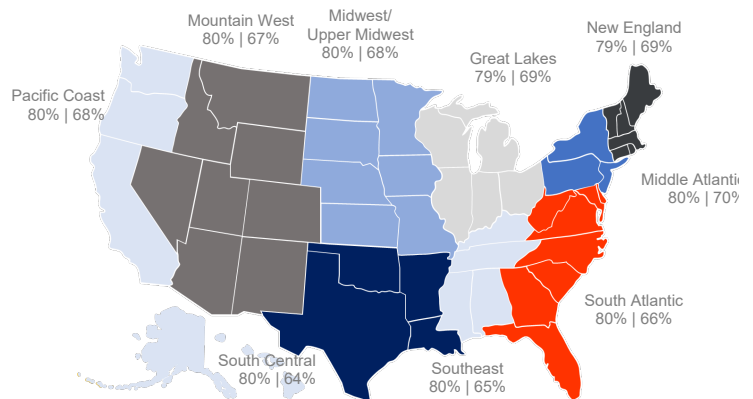 Mountain West
80% | 67%
Midwest/
Upper Midwest
80% | 68%
Great Lakes
79% | 69%
New England
79% | 69%
Pacific Coast
80% | 68%
Middle Atlantic
80% | 70%
South Atlantic
80% | 66%
South Central
80% | 64%
Southeast
80% | 65%